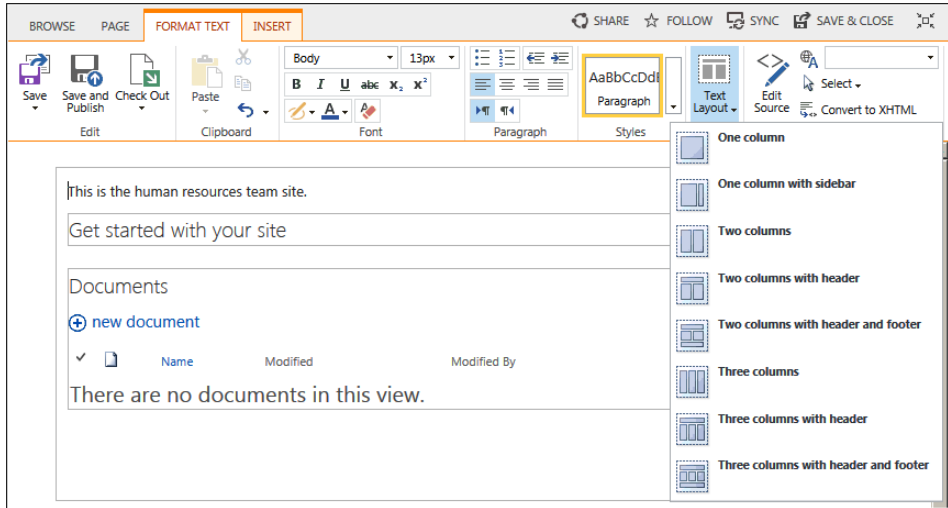 BROWSE PAGE FORMAT TEXT INSERT SHARE FOLLOW SYNC SAVE & CLOSE
Body 13px
Save Save and Publish Check Out Paste
B I U abc X₂ X² AaBbCcDdE Paragraph Text Layout Edit Source Select Convert to XHTML
Edit Clipboard Font Paragraph Styles
One column
One column with sidebar
Two columns
Two columns with header
Two columns with header and footer
Three columns
Three columns with header
Three columns with header and footer
This is the human resources team site.
Get started with your site
Documents
new document
Name Modified Modified By
There are no documents in this view.